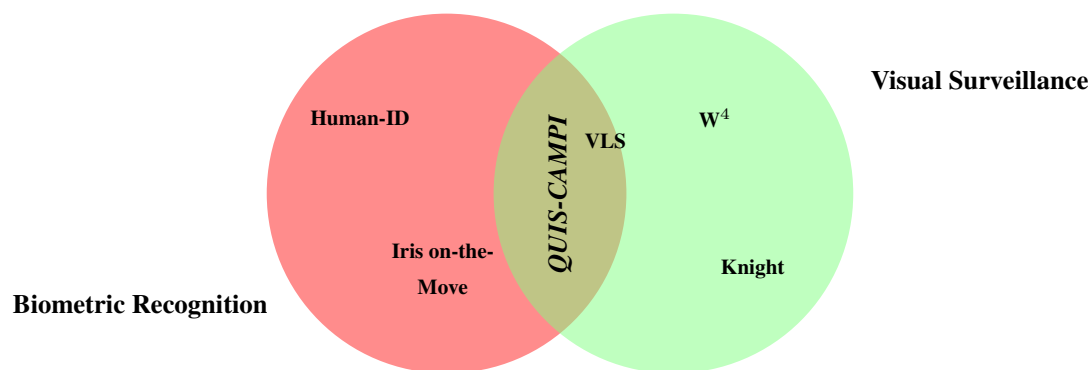 Visual Surveillance
Human-ID
W⁴
VLS
QUIS-CAMPI
Iris on-the-
Move
Knight
Biometric Recognition